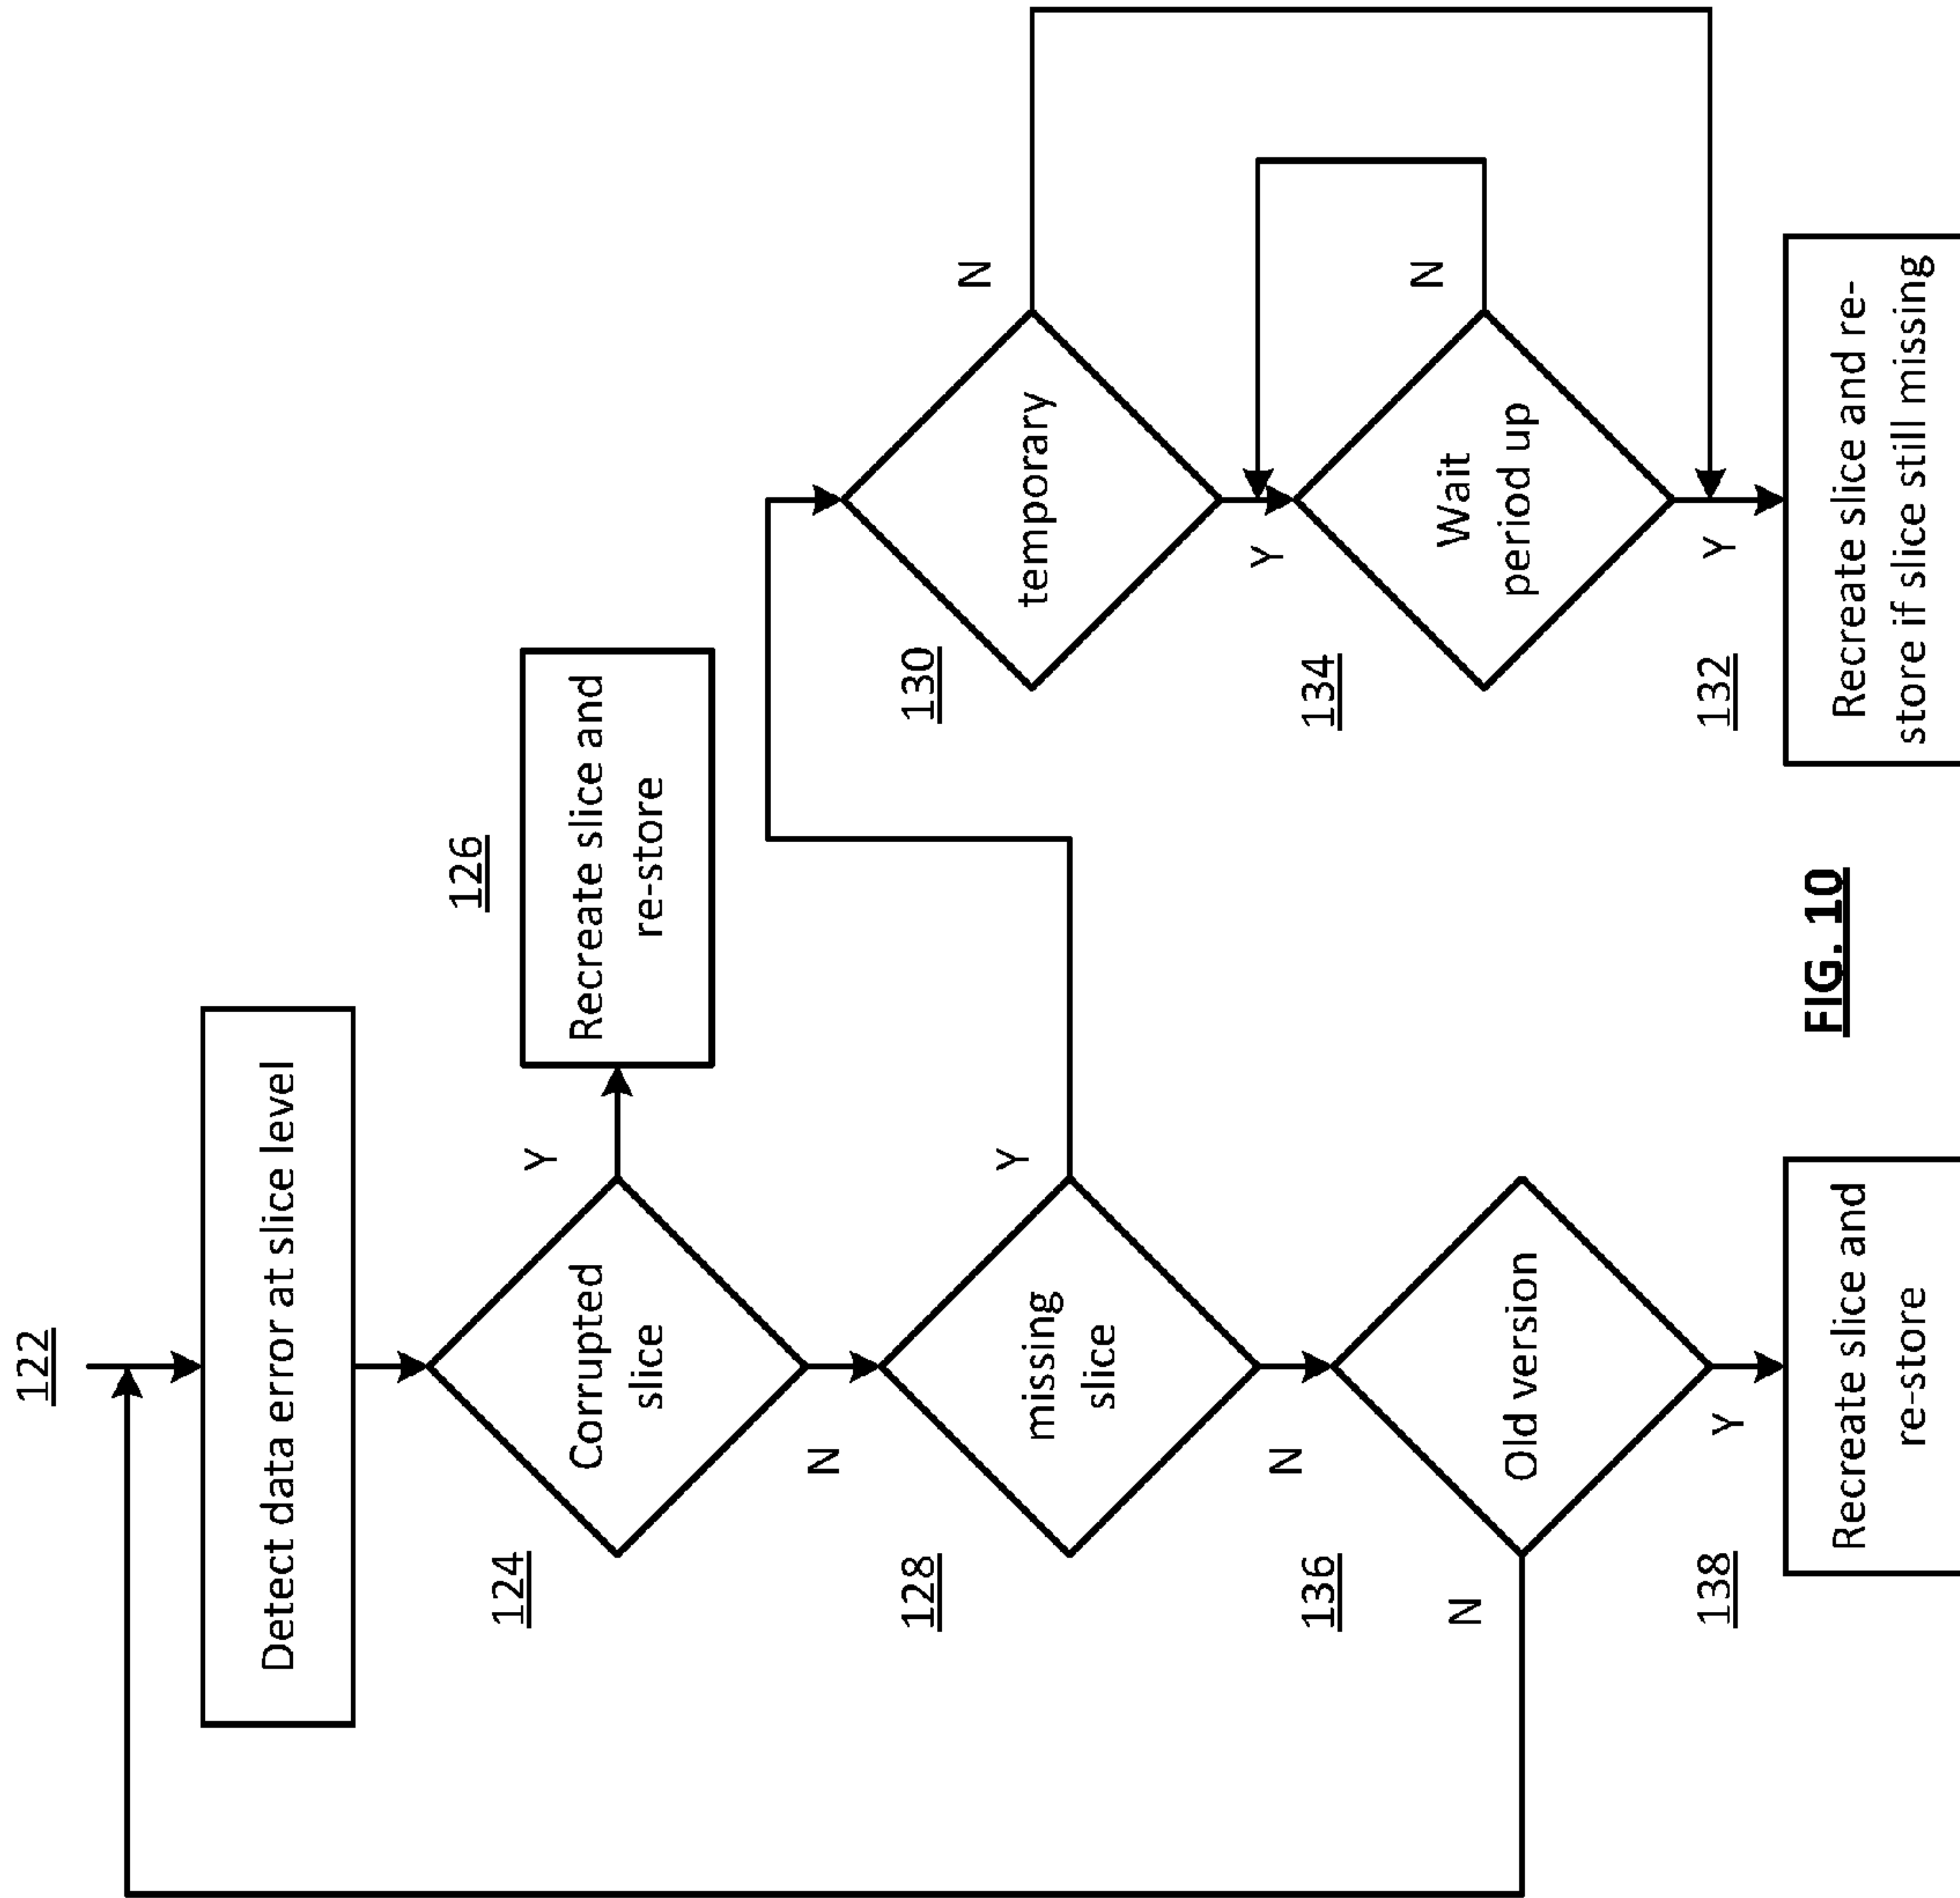 122
Detect data error at slice level
124
Corrupted
slice
Y
126
Recreate slice and
re-store
N
128
missing
slice
Y
N
136
Old version
N
Y
138
Recreate slice and
re-store
130
temporary
N
Y
134
Wait
period up
N
Y
132
Recreate slice and re-
store if slice still missing
FIG. 10